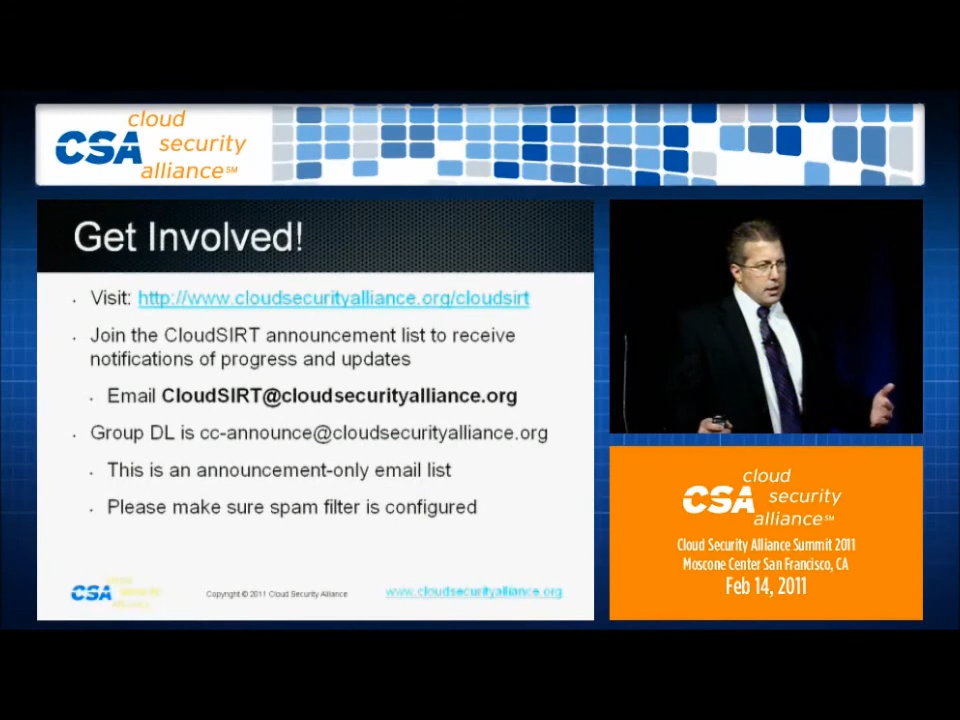 cloud
CSA security
alliance℠
Get Involved!
Visit: http://www.cloudsecurityalliance.org/cloudsirt
Join the CloudSIRT announcement list to receive
notifications of progress and updates
Email CloudSIRT@cloudsecurityalliance.org
Group DL is cc-announce@cloudsecurityalliance.org
This is an announcement-only email list
Please make sure spam filter is configured
CSA
Copyright © 2011 Cloud Security Alliance
www.cloudsecurityalliance.org
cloud
CSA security
alliance℠
Cloud Security Alliance Summit 2011
Moscone Center San Francisco, CA
Feb 14, 2011